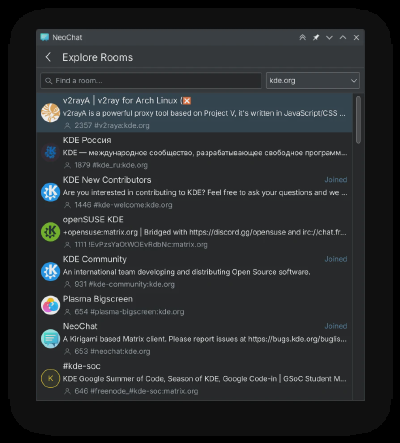 NeoChat
Explore Rooms
Find a room...
kde.org
v2rayA | v2ray for Arch Linux (
v2rayA is a powerful proxy tool based on Project V, it's written in JavaScript/CSS ...
2357 #v2raya:kde.org
KDE Россия
KDE — международное сообщество, разрабатывающее свободное программ...
1879 #kde_ru:kde.org
KDE New Contributors
Joined
Are you interested in contributing to KDE? Feel free to ask your questions and we ...
1446 #kde-welcome:kde.org
openSUSE KDE
+opensuse:matrix.org | Bridged with https://discord.gg/opensuse and irc://chat.fr...
1111
KDE Community
Joined
An international team developing and distributing Open Source software.
931 #kde-community:kde.org
Plasma Bigscreen
654 #plasma-bigscreen:kde.org
NeoChat
Joined
A Kirigami based Matrix client. Please report issues at https://bugs.kde.org/buglis...
653 #neochat:kde.org
#kde-soc
K
KDE Google Summer of Code, Season of KDE, Google Code-in | GSoC Student M...
646 #freenode_#kde-soc:matrix.org